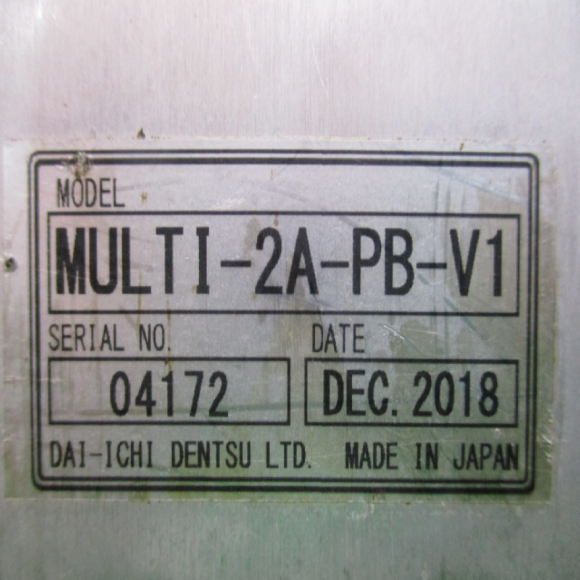 MODEL
MULTI-2A-PB-V1
SERIAL NO. DATE
04172 DEC. 2018
DAI-ICHI DENTSU LTD. MADE IN JAPAN